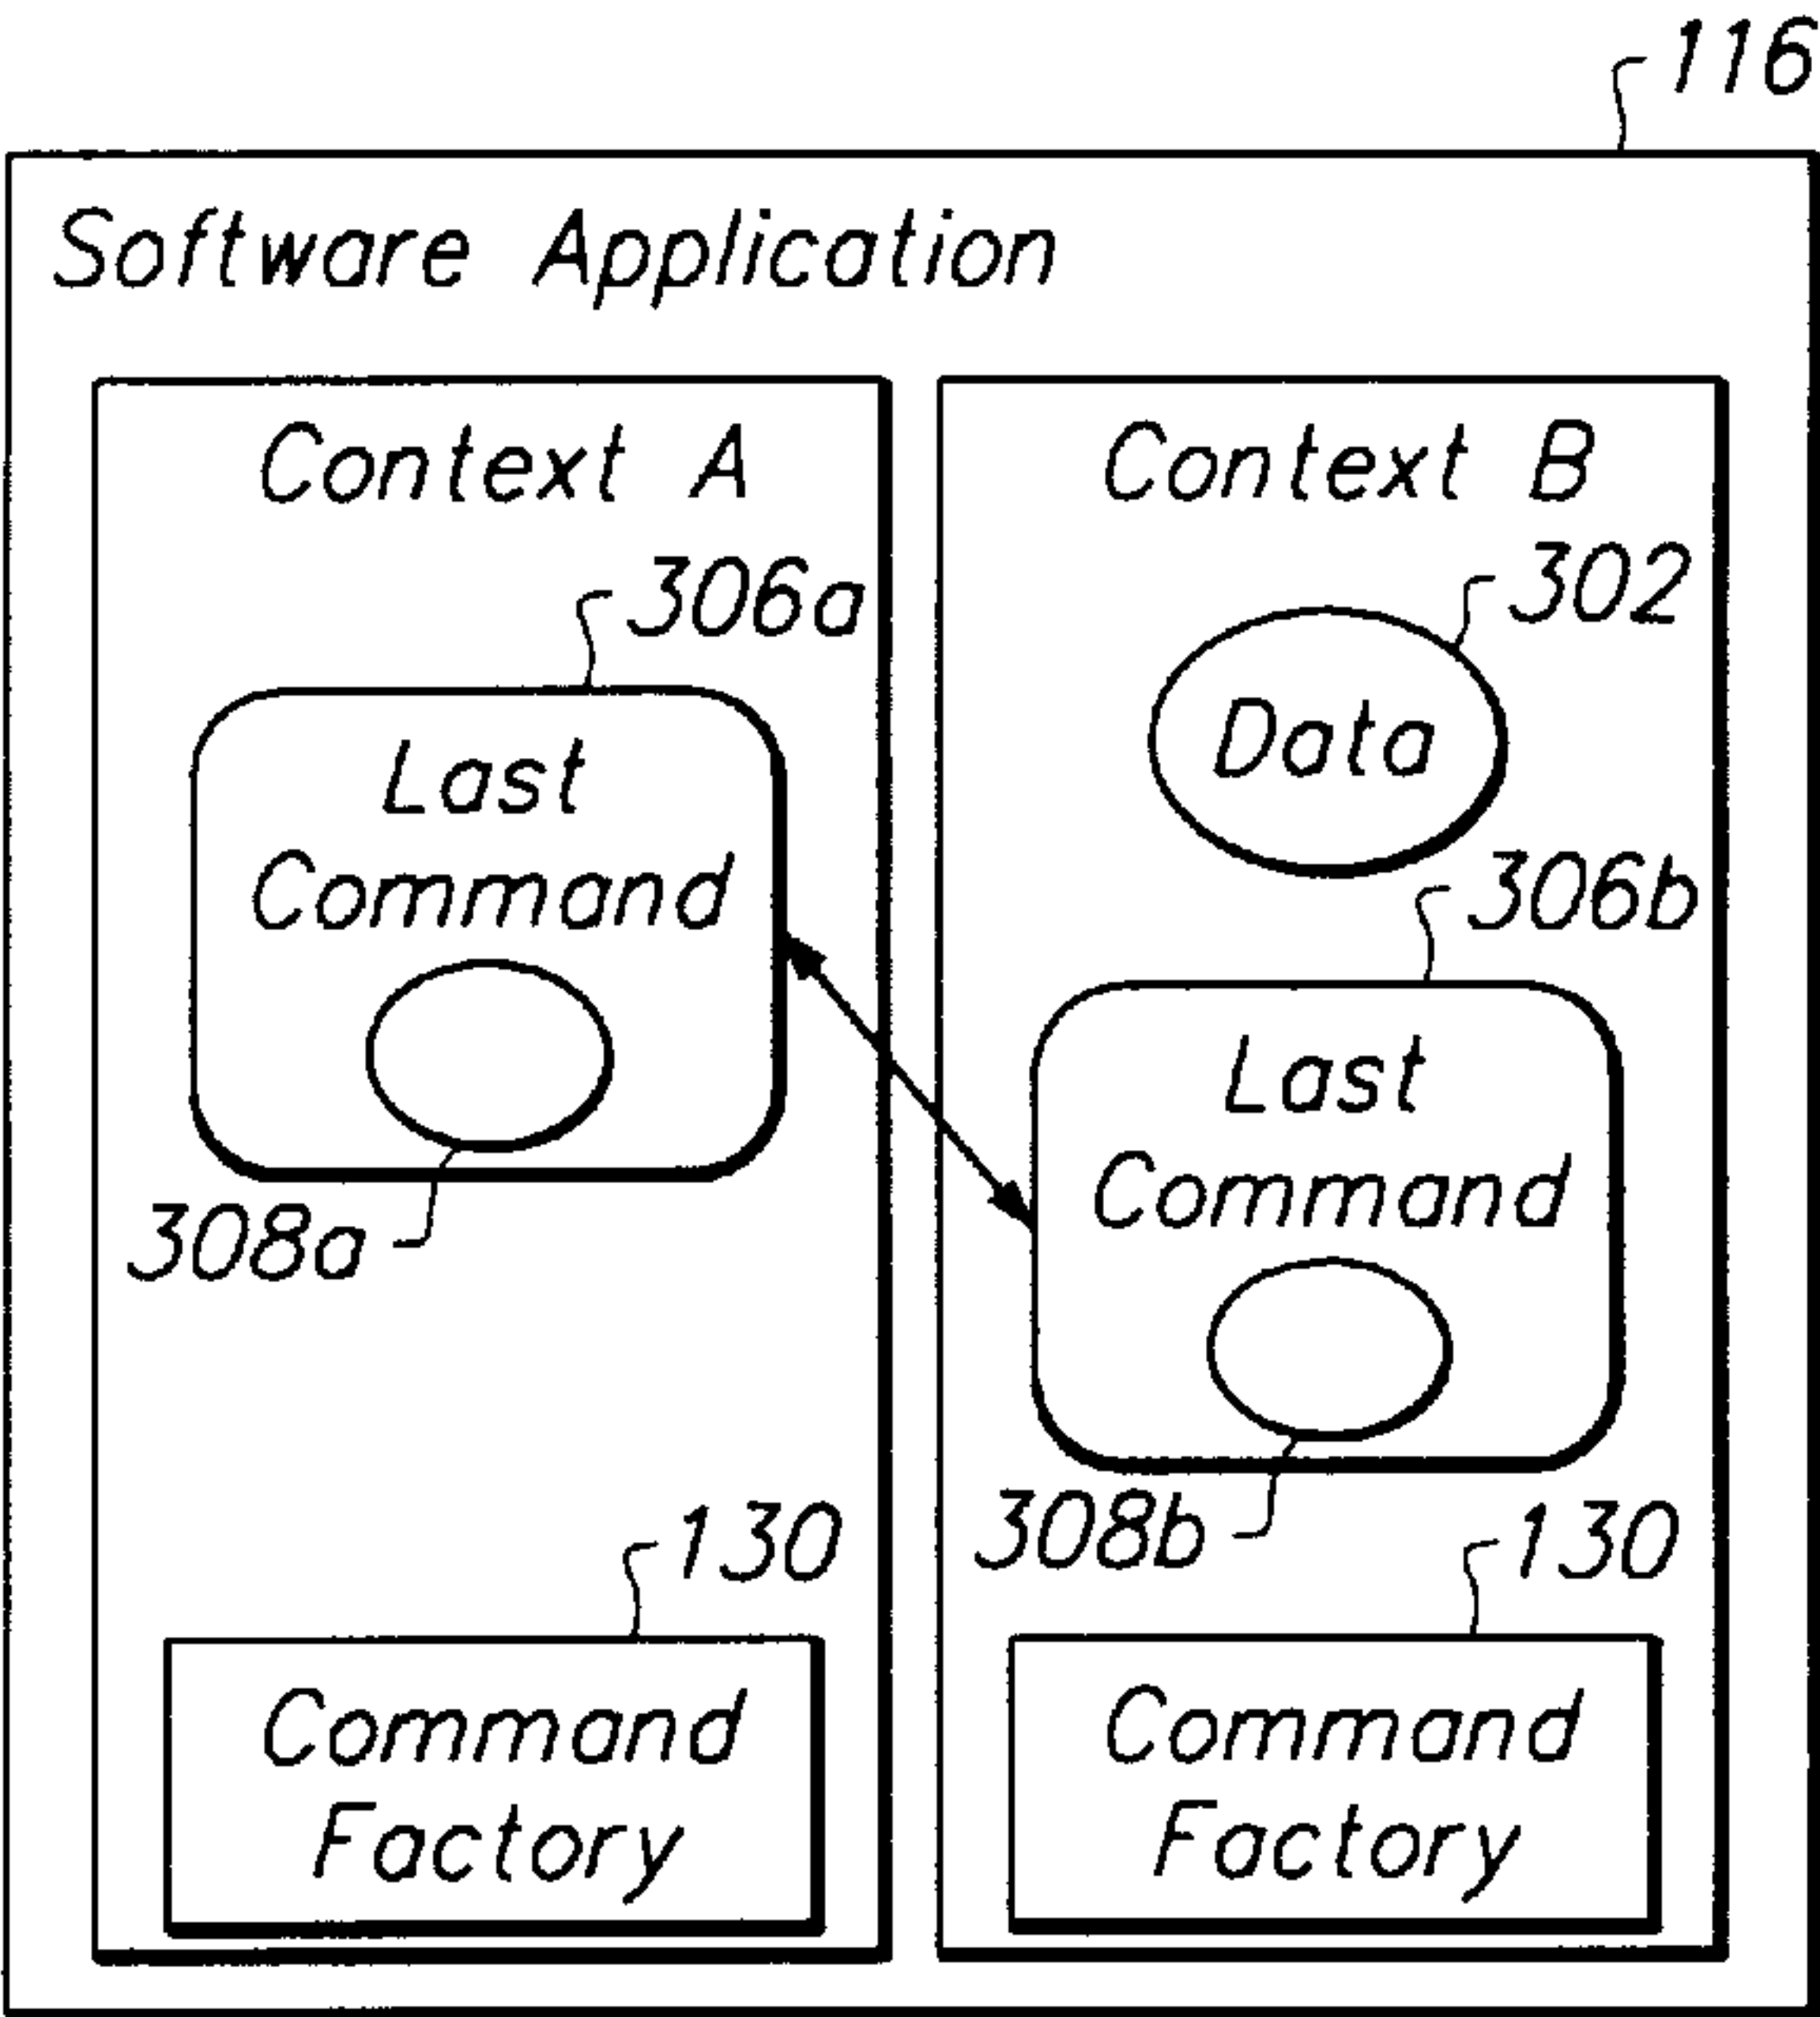 116
Software Application
Context A
306a
Last
Command
308a
130
Command
Factory
Context B
302
Data
306b
Last
Command
308b
130
Command
Factory